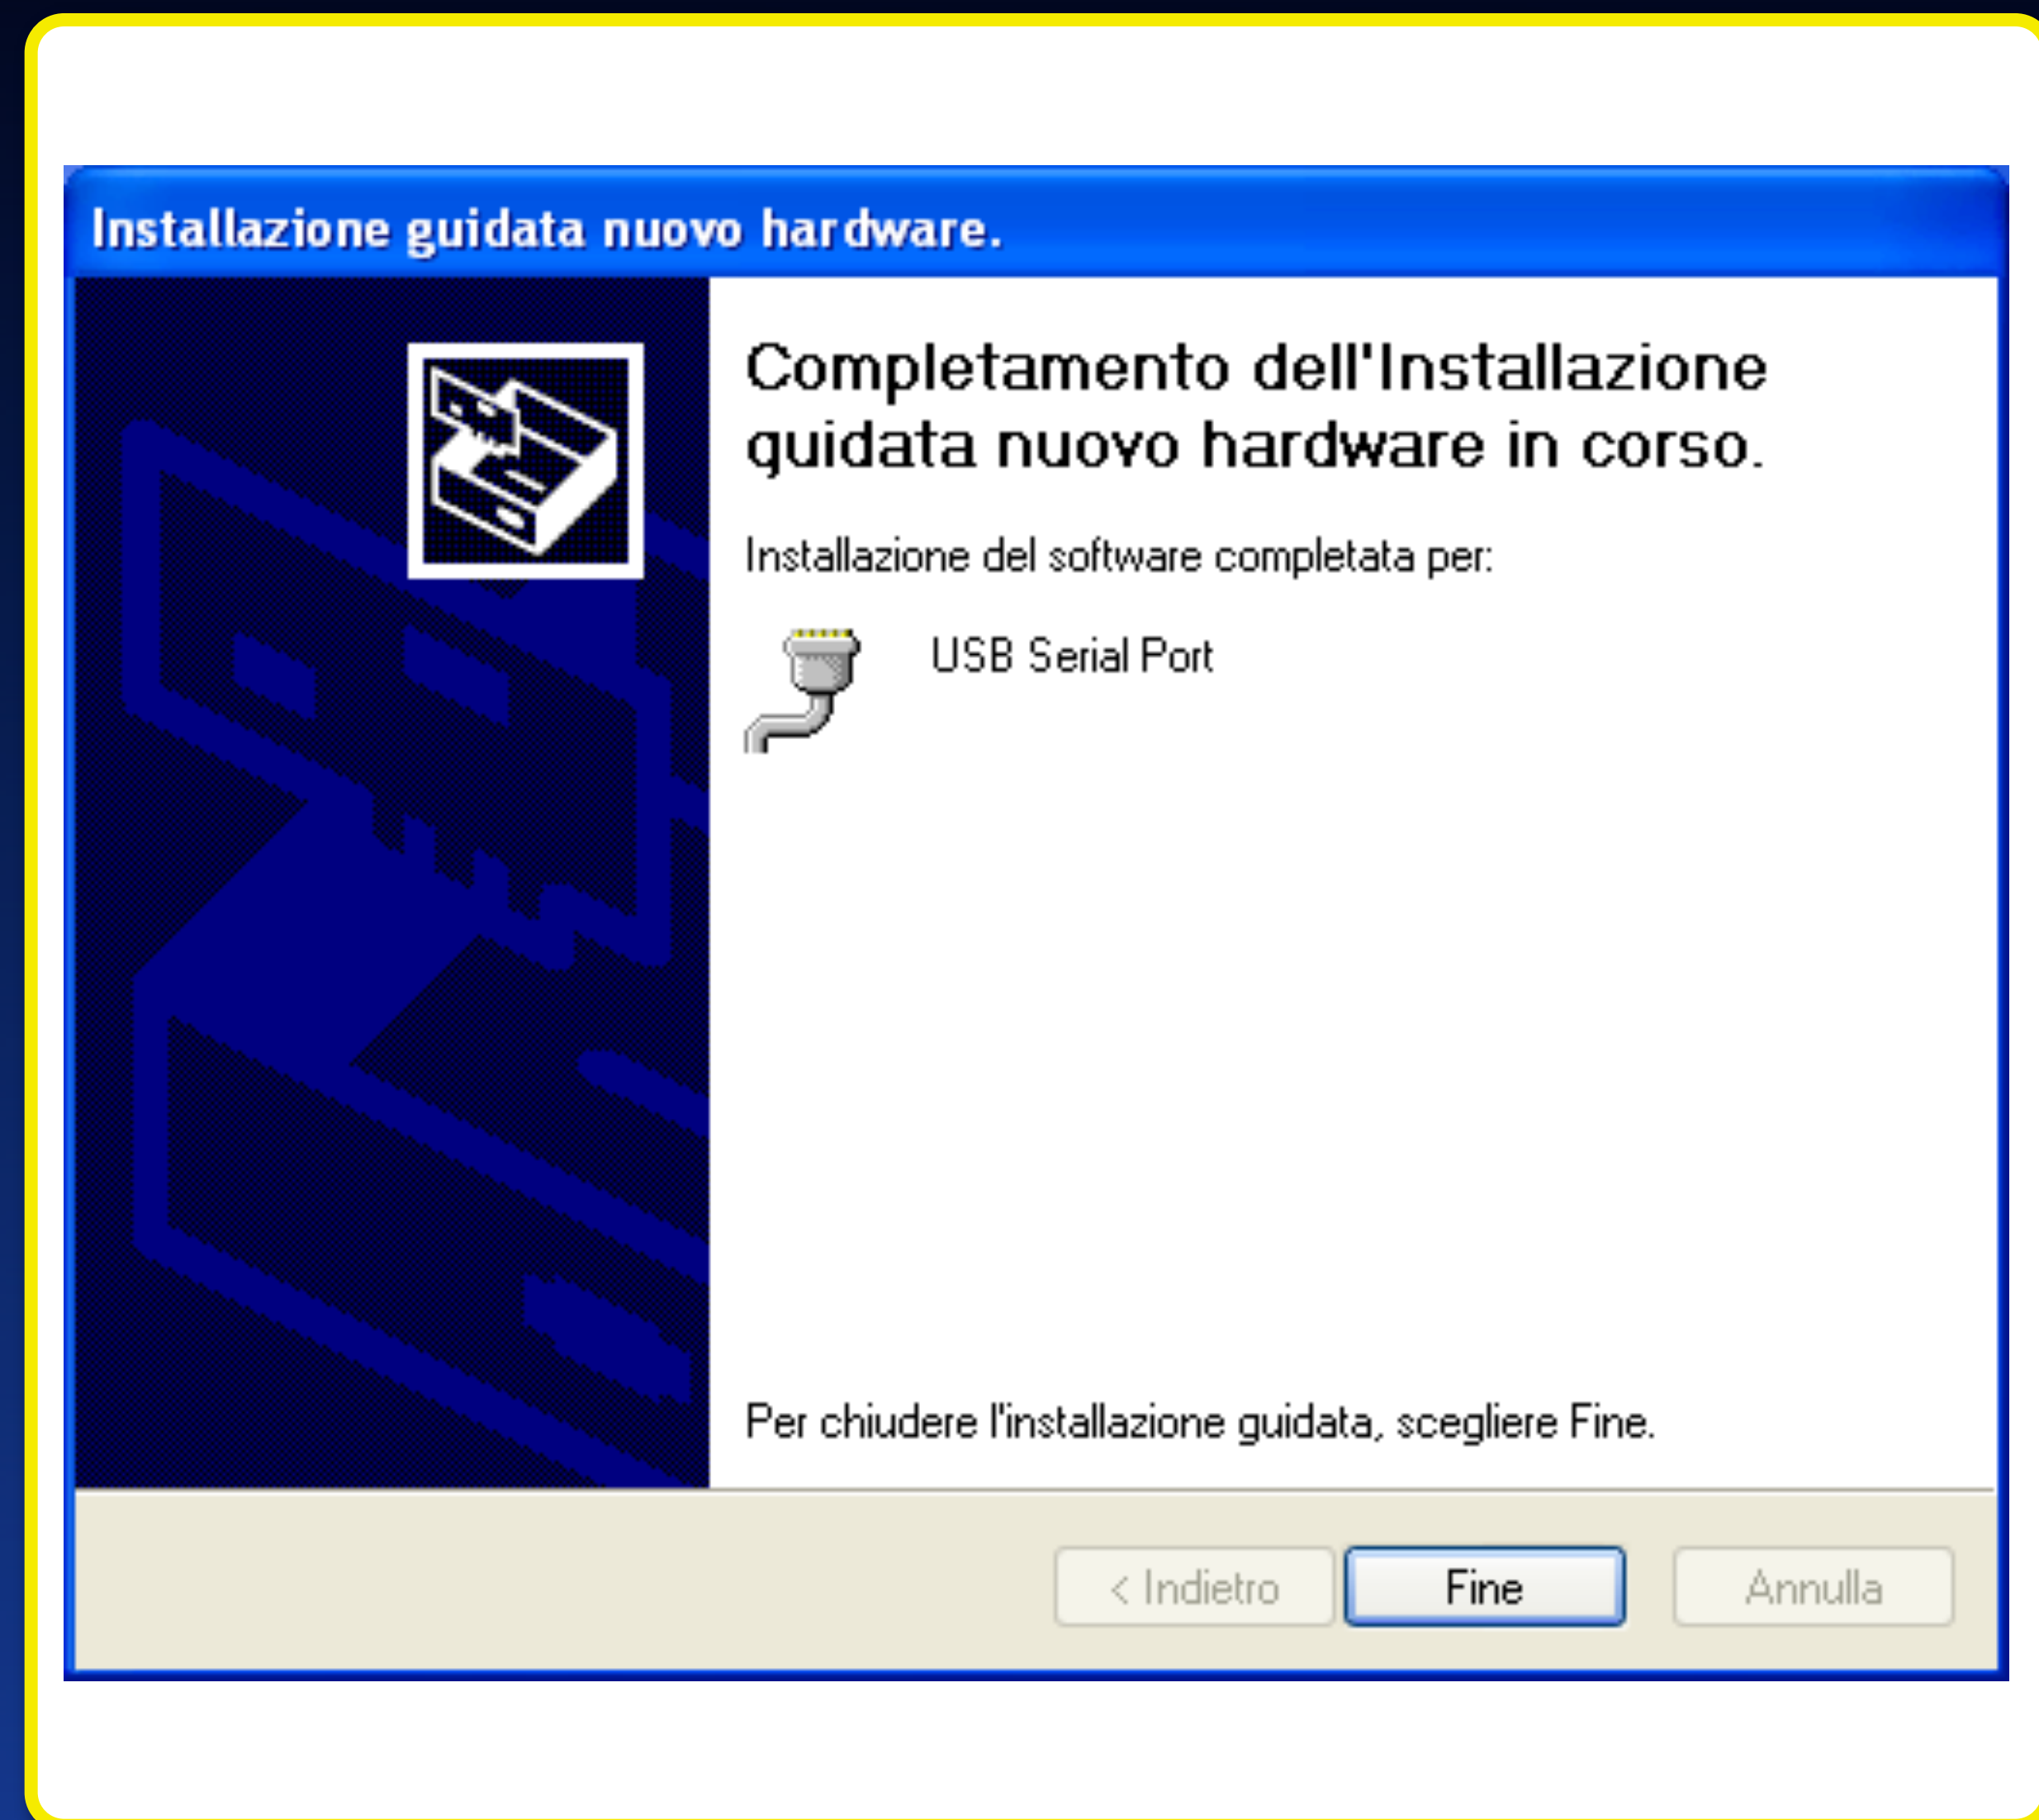 Installazione guidata nuovo hardware.
Completamento dell'Installazione
guidata nuovo hardware in corso.
Installazione del software completata per:
USB Serial Port
Per chiudere l'installazione guidata, scegliere Fine.
< Indietro
Fine
Annulla